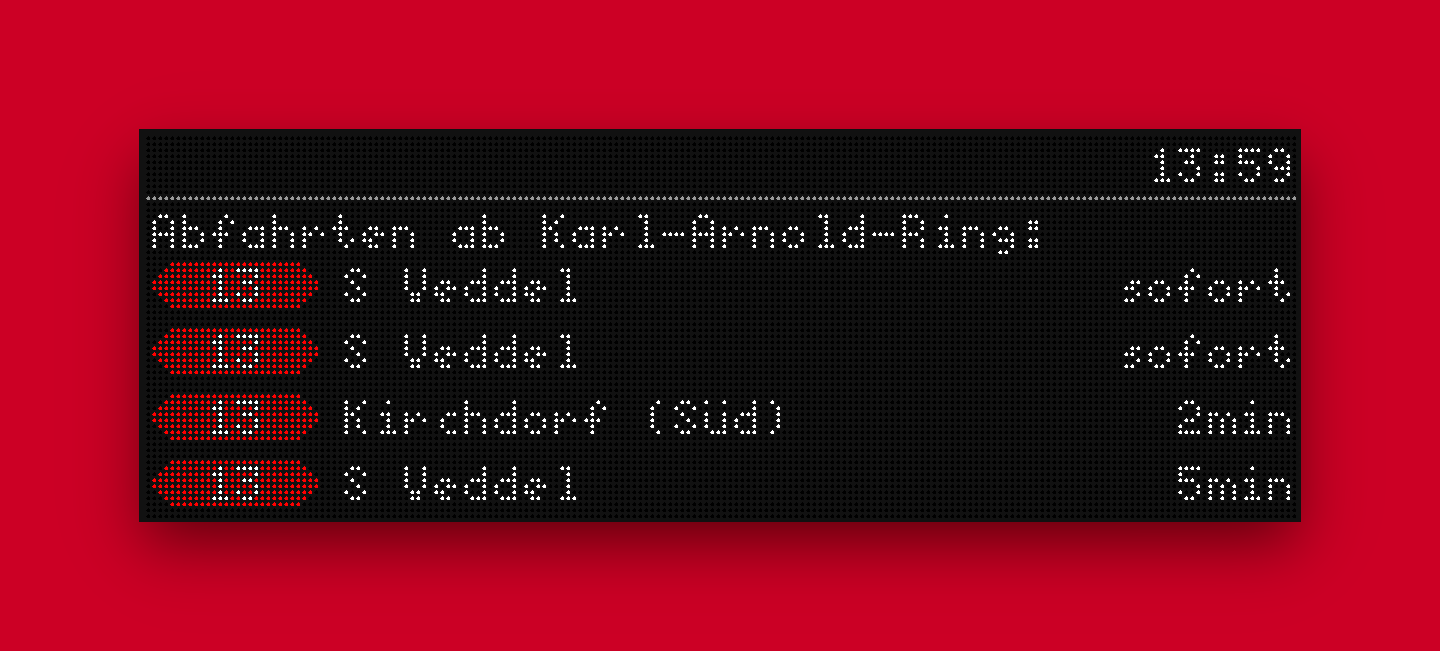 13:59
Abfahrten ab Karl-Arnold-Ring:
13 S Veddel sofort
13 S Veddel sofort
13 Kirchdorf (Süd) 2min
13 S Veddel 5min